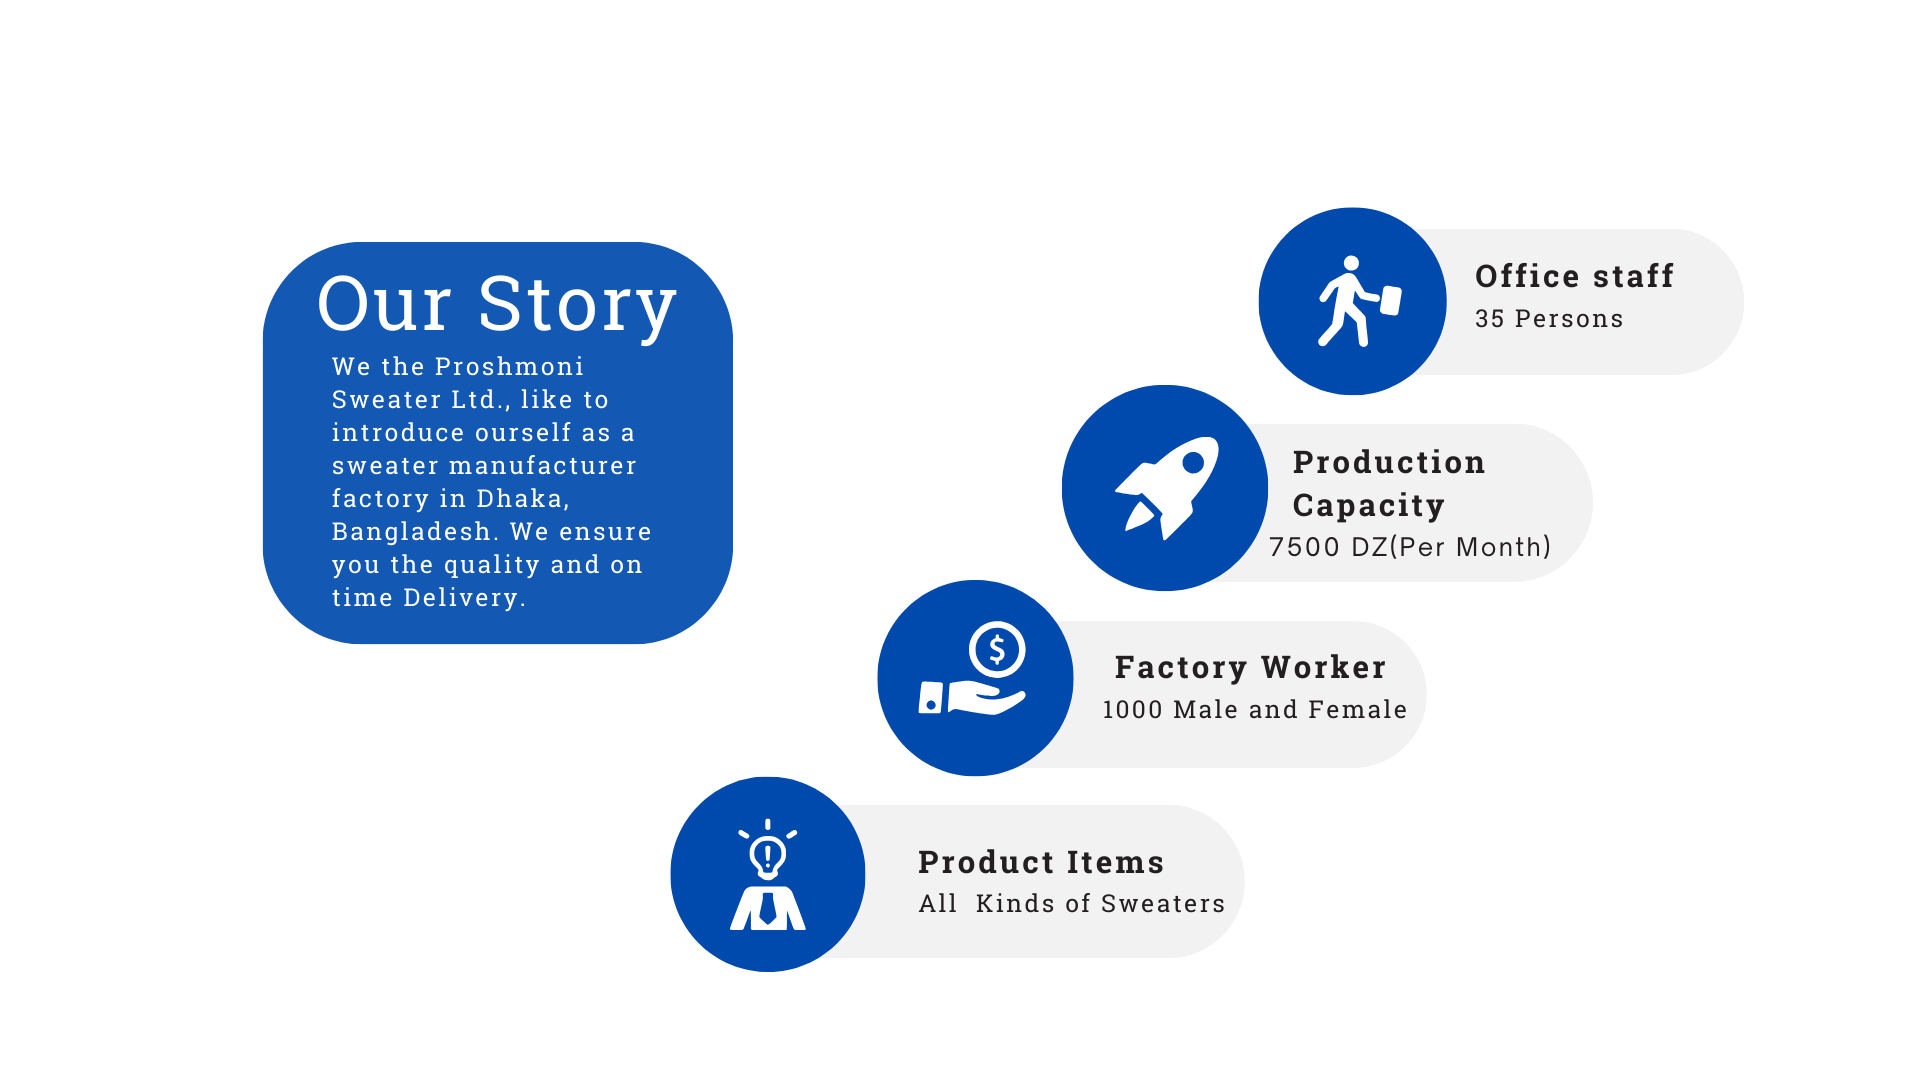 Our Story
We the Proshmoni
Sweater Ltd., like to
introduce ourself as a
sweater manufacturer
factory in Dhaka,
Bangladesh. We ensure
you the quality and on
time Delivery.
Office staff
35 Persons
Production
Capacity
7500 DZ(Per Month)
Factory Worker
1000 Male and Female
Product Items
All  Kinds of Sweaters